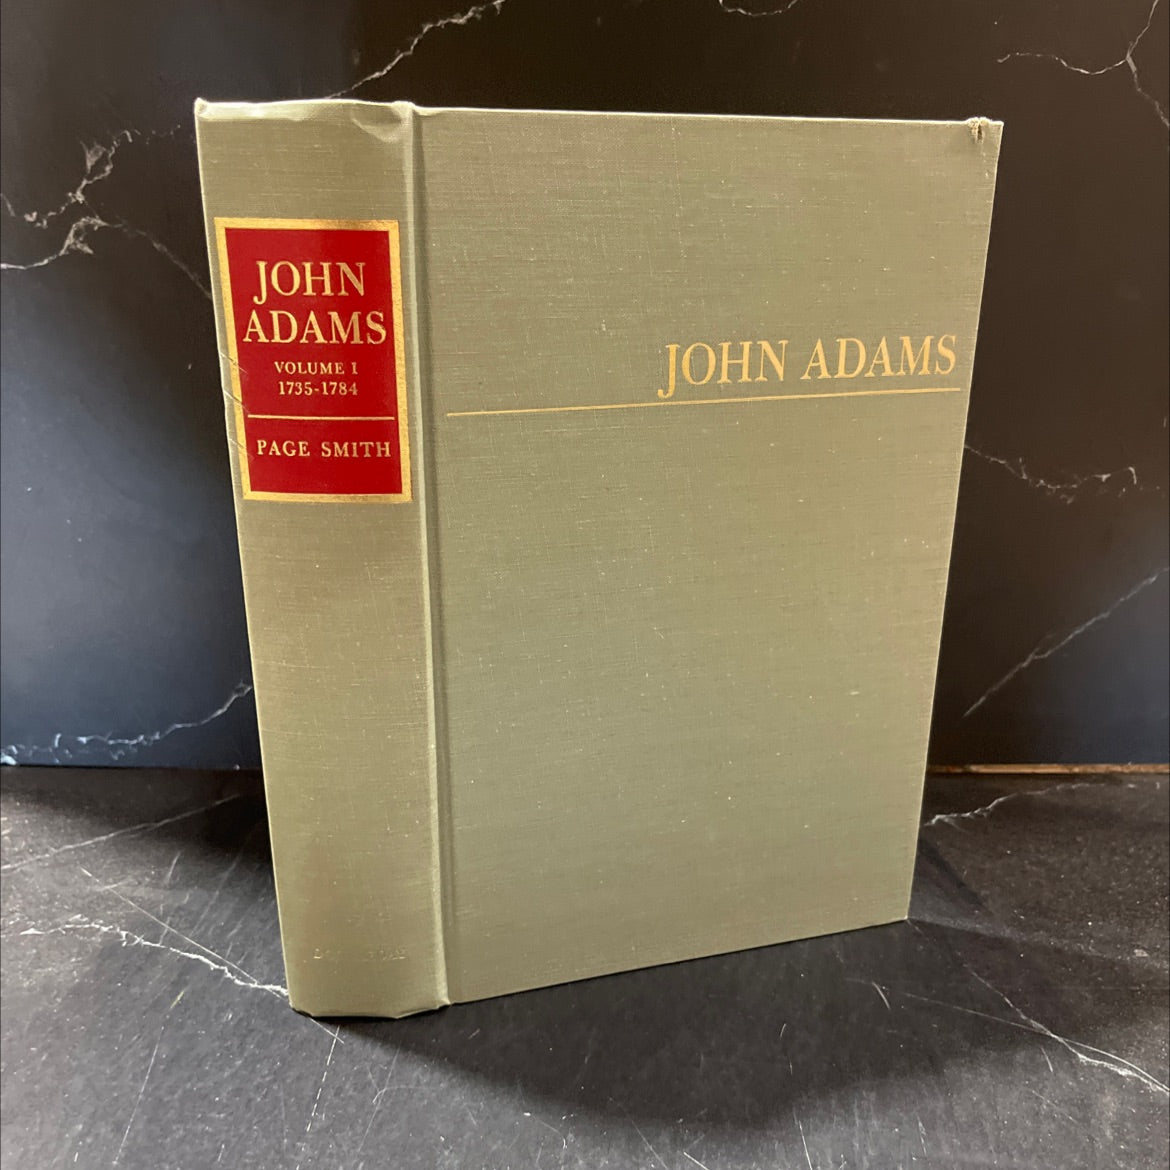 JOHN
ADAMS
VOLUME I
1735-1784
PAGE SMITH
JOHN ADAMS